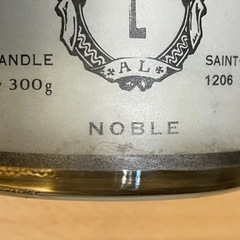 L
ANDLE
AL
SAINT-
300g
1206
NOBLE